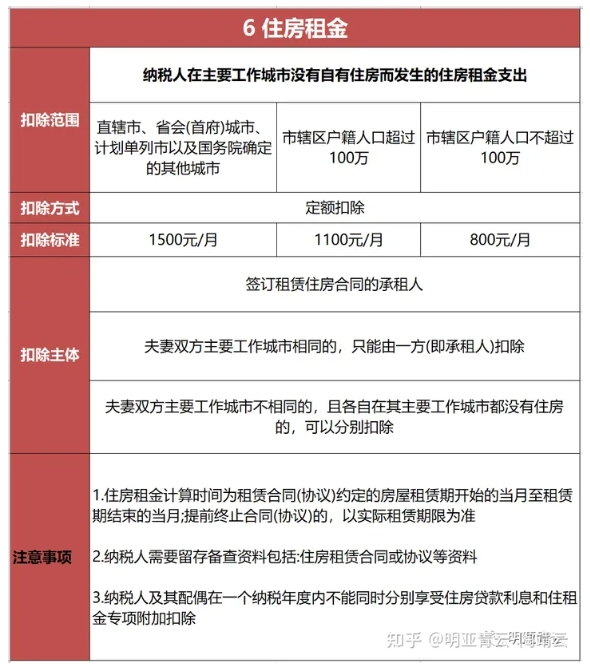 6 住房租金
纳税人在主要工作城市没有自有住房而发生的住房租金支出
扣除范围
直辖市、省会(首府)城市、
计划单列市以及国务院确定
的其他城市
市辖区户籍人口超过
100万
市辖区户籍人口不超过
100万
扣除方式
定额扣除
扣除标准
1500元/月
1100元/月
800元/月
扣除主体
签订租赁住房合同的承租人
夫妻双方主要工作城市相同的，只能由一方(即承租人)扣除
夫妻双方主要工作城市不相同的，且各自在其主要工作城市都没有住房
的，可以分别扣除
注意事项
1.住房租金计算时间为租赁合同(协议)约定的房屋租赁期开始的当月至租赁
期结束的当月;提前终止合同(协议)的，以实际租赁期限为准
2.纳税人需要留存备查资料包括:住房租赁合同或协议等资料
3.纳税人及其配偶在一个纳税年度内不能同时分别享受住房贷款利息和住房租
金专项附加扣除
知乎 @明亚青云